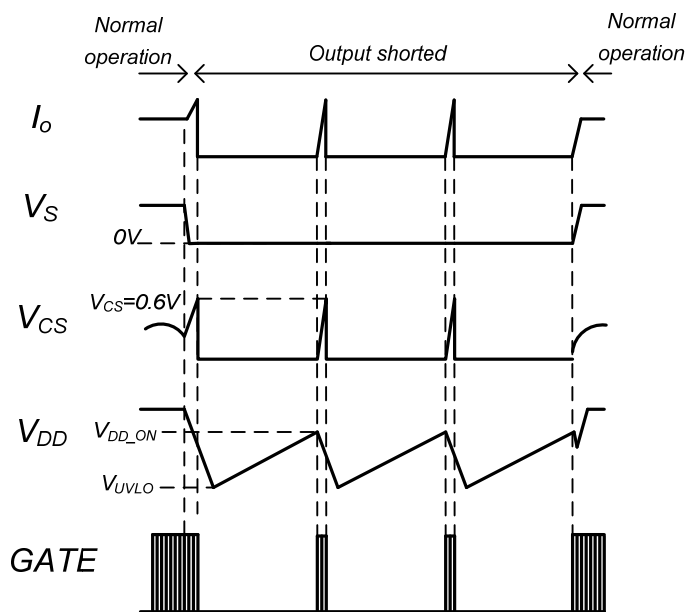 Normal
operation
Output shorted
Normal
operation
Io
VS
0V
VCS=0.6V
VCS
VDD
VDD_ON
VUVLO
GATE